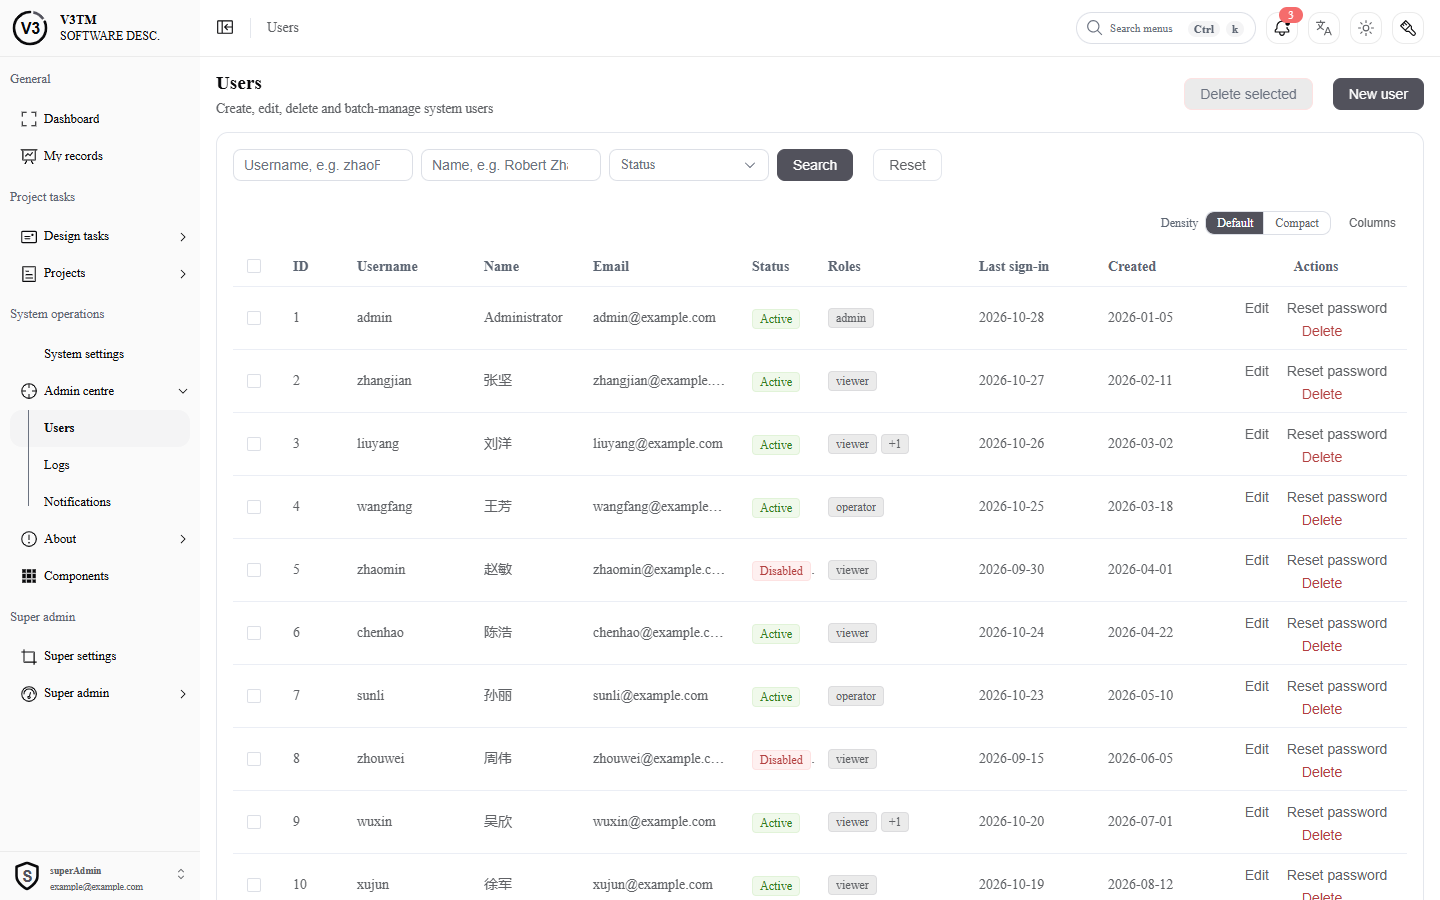 V3
V3TM
SOFTWARE DESC.
Users
Search menus Ctrl k
3
General
Dashboard
My records
Project tasks
Design tasks
Projects
System operations
System settings
Admin centre
Users
Logs
Notifications
About
Components
Super admin
Super settings
Super admin
S
superAdmin
example@example.com
Users
Create, edit, delete and batch-manage system users
Delete selected
New user
Username, e.g. zhaoF Name, e.g. Robert Zh Status Search Reset
Density Default Compact Columns
ID Username Name Email Status Roles Last sign-in Created Actions
1 admin Administrator admin@example.com Active admin 2026-10-28 2026-01-05 Edit Reset password
Delete
2 zhangjian 张坚 zhangjian@example.… Active viewer 2026-10-27 2026-02-11 Edit Reset password
Delete
3 liuyang 刘洋 liuyang@example.com Active viewer +1 2026-10-26 2026-03-02 Edit Reset password
Delete
4 wangfang 王芳 wangfang@example… Active operator 2026-10-25 2026-03-18 Edit Reset password
Delete
5 zhaomin 赵敏 zhaomin@example.c… Disabled viewer 2026-09-30 2026-04-01 Edit Reset password
Delete
6 chenhao 陈浩 chenhao@example.c… Active viewer 2026-10-24 2026-04-22 Edit Reset password
Delete
7 sunli 孙丽 sunli@example.com Active operator 2026-10-23 2026-05-10 Edit Reset password
Delete
8 zhouwei 周伟 zhouwei@example.c… Disabled viewer 2026-09-15 2026-06-05 Edit Reset password
Delete
9 wuxin 吴欣 wuxin@example.com Active viewer +1 2026-10-20 2026-07-01 Edit Reset password
Delete
10 xujun 徐军 xujun@example.com Active viewer 2026-10-19 2026-08-12 Edit Reset password
Delete